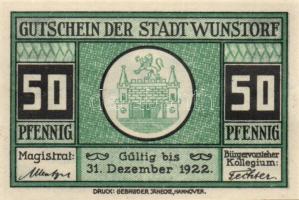 GUTSCHEIN DER STADT WUNSTORF
50 50
PFENNIG PFENNIG
Magistrat: Gültig bis Bürgervorsteher
31. Dezember 1922. Kollegium:
DRUCK: GEBRÜDER JÄNECKE, HANNOVER.